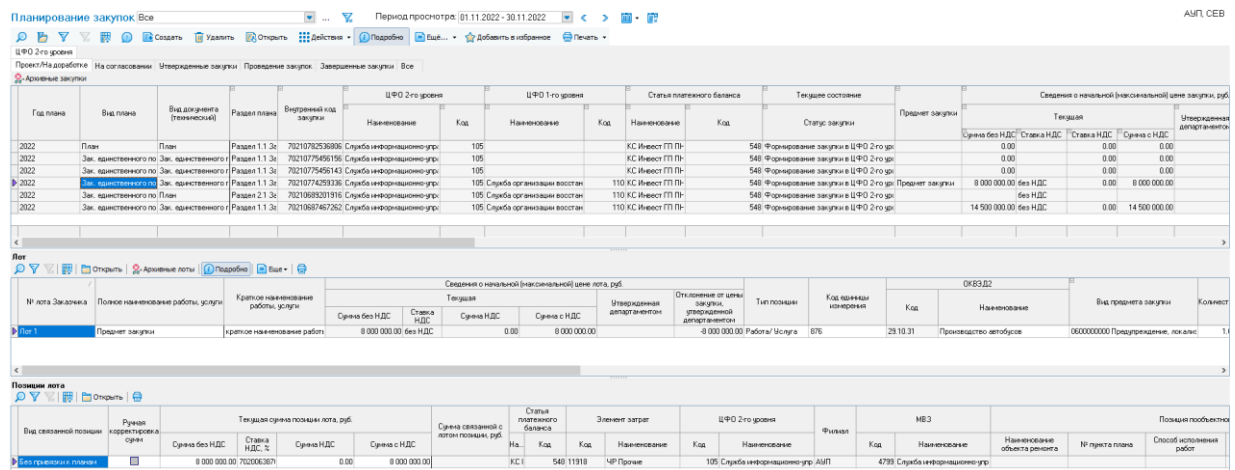 Планирование закупок Все ... Период просмотра: 01.11.2022 - 30.11.2022 АУП, СЕВ
Создать Удалить Открыть Действия Подробно Ещё... Добавить в избранное Печать
ЦФО 2-го уровня
Проект/На доработке На согласовании Утвержденные закупки Проведение закупок Завершенные закупки Все
Архивные закупки
Год плана Вид плана Вид документа (технический) Раздел плана Внутренний код закупки ЦФО 2-го уровня ЦФО 1-го уровня Статья платежного баланса Текущее состояние Предмет закупки Сведения о начальной (максимальной) цене закупки, руб.
Наименование Код Наименование Код Наименование Код Статус закупки Текущая Утвержденная департаментом
Сумма без НДС Ставка НДС Ставка НДС Сумма с НДС
2022 План План Раздел 1.1 За 70210782536806 Служба информационно-упра 105 КС Инвест ГП ПН- 548 Формирование закупки в ЦФО 2-го уро 0.00 0.00 0.00
2022 Зак. единственного по Зак. единственного г Раздел 1.1 За 70210775456156 Служба информационно-упра 105 КС Инвест ГП ПН- 548 Формирование закупки в ЦФО 2-го уро 0.00 0.00 0.00
2022 Зак. единственного по Зак. единственного г Раздел 1.1 За 70210775456143 Служба информационно-упра 105 КС Инвест ГП ПН- 548 Формирование закупки в ЦФО 2-го уро 0.00 0.00 0.00
2022 Зак. единственного по Зак. единственного г Раздел 1.1 За 70210774259336 Служба информационно-упра 105 Служба организации восстан 110 КС Инвест ГП ПН- 548 Формирование закупки в ЦФО 2-го уро Предмет закупки 8 000 000.00 без НДС 0.00 8 000 000.00
2022 Зак. единственного по План Раздел 2.1 За 70210689201916 Служба информационно-упра 105 Служба организации восстан 110 КС Инвест ГП ПН- 548 Формирование закупки в ЦФО 2-го уро без НДС
2022 Зак. единственного по Зак. единственного г Раздел 1.1 За 70210687467262 Служба информационно-упра 105 Служба организации восстан 110 КС Инвест ГП ПН- 548 Формирование закупки в ЦФО 2-го уро 14 500 000.00 без НДС 0.00 14 500 000.00
Лот
Открыть Архивные лоты Подробно Еще
№ лота Заказчика Полное наименование работы, услуги Краткое наименование работы, услуги Сведения о начальной (максимальной) цене лота, руб. Тип позиции Код единицы измерения ОКВЭД2 Вид предмета закупки Количест
Текущая Утвержденная департаментом Отклонение от цены закупки, утвержденной департаментом Код Наименование
Сумма без НДС Ставка НДС Сумма НДС Сумма с НДС
Лот 1 Предмет закупки краткое наименование работы 8 000 000.00 без НДС 0.00 8 000 000.00 -8 000 000.00 Работа/ Услуга 876 29.10.31 Производство автобусов 0600000000 Предупреждение, локализ 1.0
Позиции лота
Открыть
Вид связанной позиции Ручная корректировка сумм Текущая сумма позиции лота, руб. Сумма связанной с лотом позиции, руб. Статья платежного баланса Элемент затрат ЦФО 2-го уровня Филиал МВЗ Позиция пообъектно
Сумма без НДС Ставка НДС, % Сумма НДС Сумма с НДС На... Код Код Наименование Код Наименование Код Наименование Наименование объекта ремонта № пункта плана Способ исполнения работ
Без привязки к планам 8 000 000.00 70200638710 0.00 8 000 000.00 КС I 548 11918 ЧР Прочие 105 Служба информационно-упр АУП 4799 Служба информационно-упр